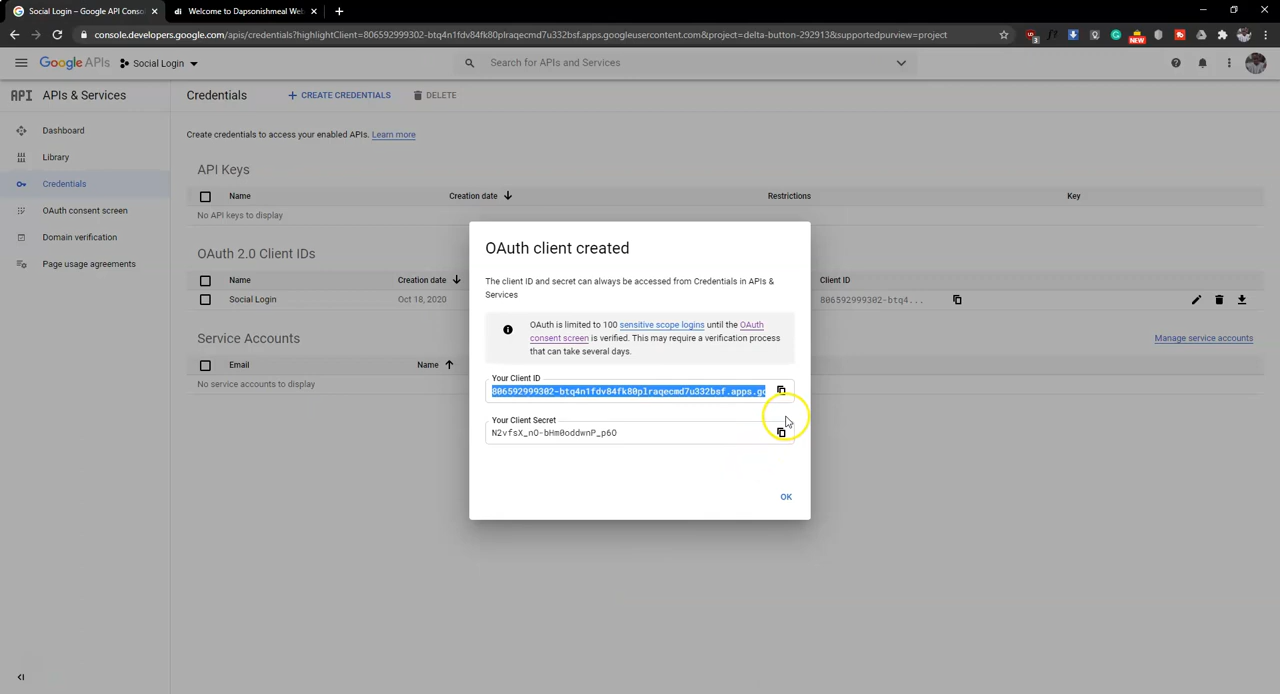 Social Login – Google API Conso
di Welcome to Dapsonishmeal Web
console.developers.google.com/apis/credentials?highlightClient=806592999302-btq4n1fdv84fk80plraqecmd7u332bsf.apps.googleusercontent.com&project=delta-button-292913&supportedpurview=project
3
f?
NEW
Google APIs
Social Login
Search for APIs and Services
API APIs & Services
Credentials
CREATE CREDENTIALS
DELETE
Dashboard
Library
Credentials
OAuth consent screen
Domain verification
Page usage agreements
Create credentials to access your enabled APIs. Learn more
API Keys
Name Creation date Restrictions Key
No API keys to display
OAuth 2.0 Client IDs
Name Creation date Client ID
Social Login Oct 18, 2020 806592999302-btq4...
Service Accounts
Manage service accounts
Email Name
No service accounts to display
OAuth client created
The client ID and secret can always be accessed from Credentials in APIs &
Services
OAuth is limited to 100 sensitive scope logins until the OAuth
consent screen is verified. This may require a verification process
that can take several days.
Your Client ID
806592999302-btq4n1fdv84fk80plraqecmd7u332bsf.apps.go
Your Client Secret
N2vfsX_nO-bHm0oddwnP_p6O
OK